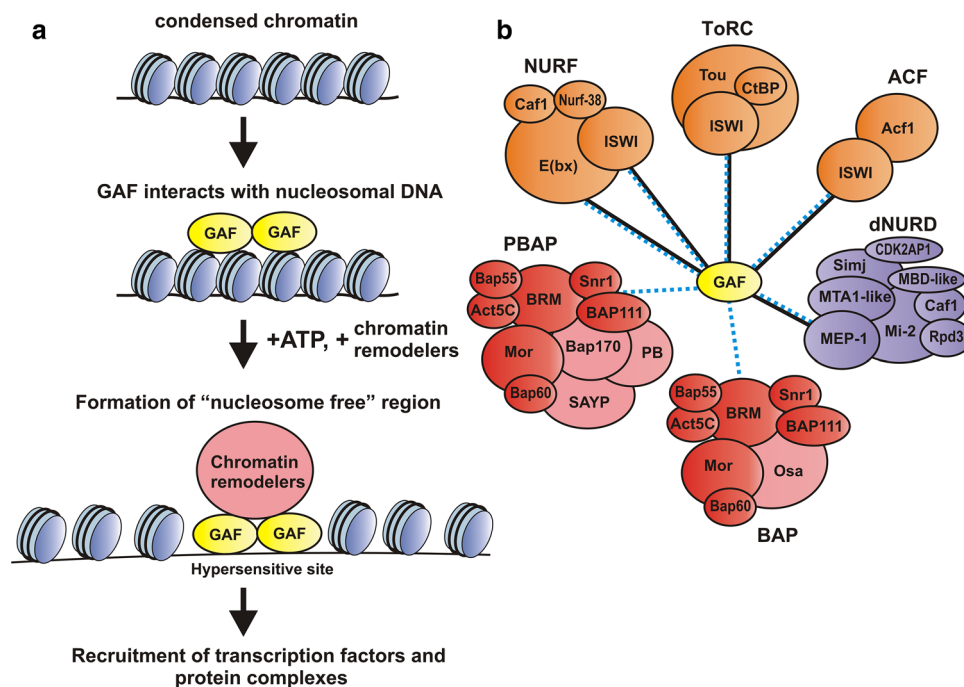 a
condensed chromatin
GAF interacts with nucleosomal DNA
GAF
GAF
+ATP, + chromatin
remodelers
Formation of “nucleosome free” region
Chromatin
remodelers
GAF
GAF
Hypersensitive site
Recruitment of transcription factors and
protein complexes
b
NURF
Caf1
Nurf-38
ISWI
E(bx)
ToRC
Tou
CtBP
ISWI
ACF
Acf1
ISWI
GAF
dNURD
CDK2AP1
Simj
MBD-like
MTA1-like
Caf1
MEP-1
Mi-2
Rpd3
PBAP
Bap55
BRM
Snr1
Act5C
BAP111
Mor
Bap170
PB
Bap60
SAYP
Bap55
BRM
Snr1
Act5C
BAP111
Mor
Osa
Bap60
BAP